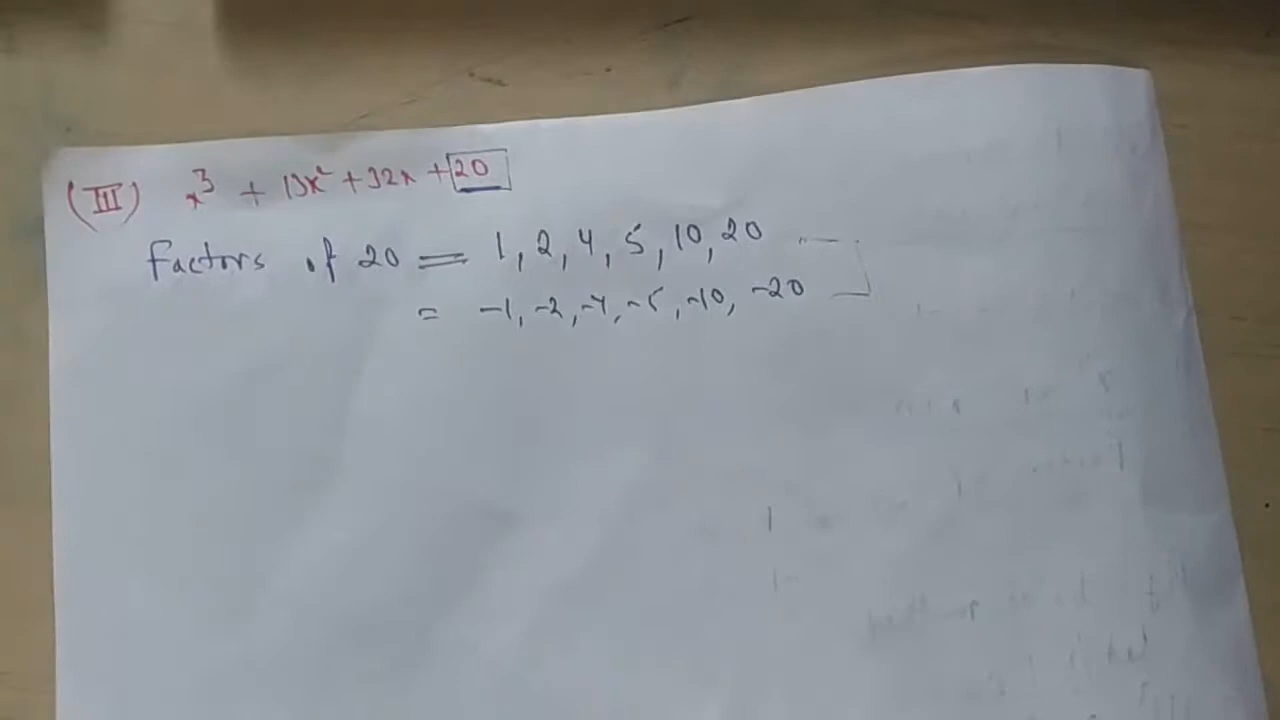 (III) x³ + 13x² + 32x + 20
Factors of 20 = 1, 2, 4, 5, 10, 20
= -1, -2, -4, -5, -10, -20